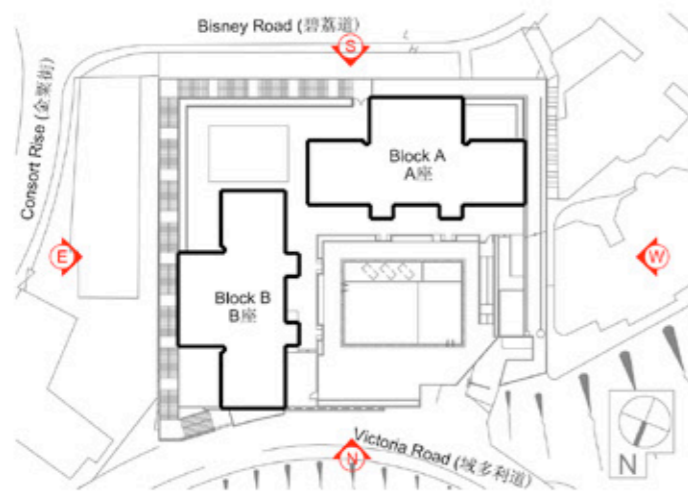 Bisney Road (碧荔道)
L
H
S
Consort Rise (金粟街)
Block A
A座
E
W
Block B
B座
Victoria Road (域多利道)
N
N